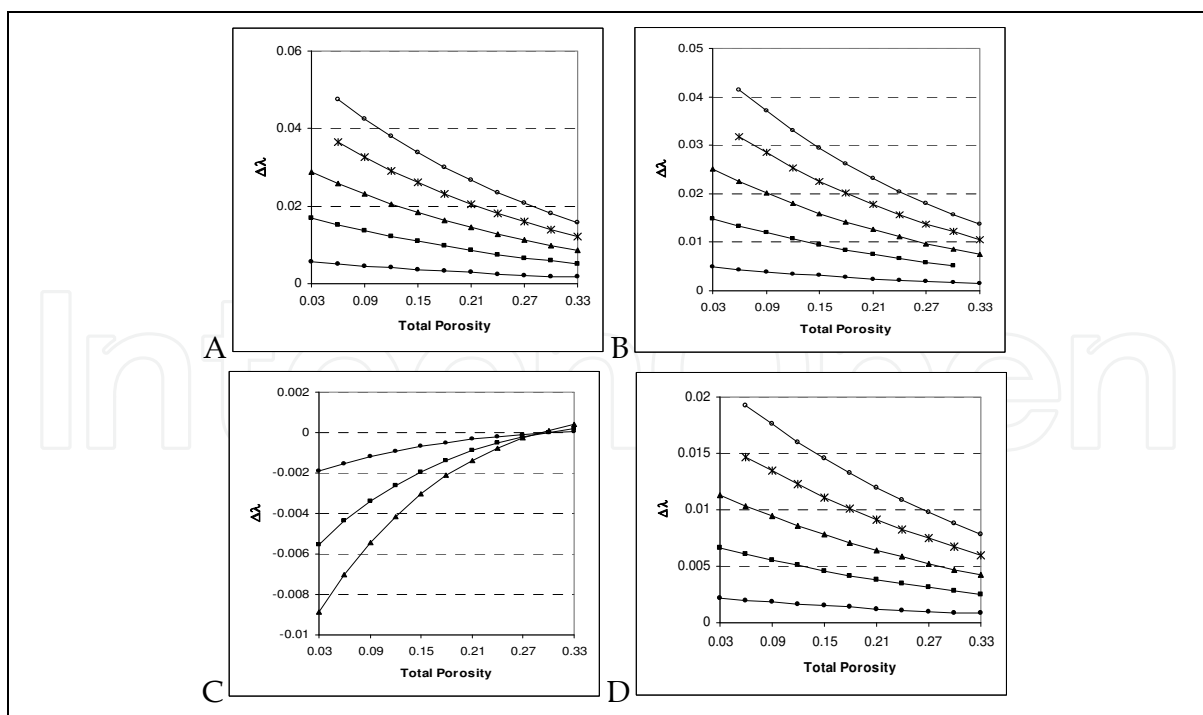 0.06
0.04
0.02
0
Δλ
0.03 0.09 0.15 0.21 0.27 0.33
Total Porosity
A
0.05
0.04
0.03
0.02
0.01
0
Δλ
0.03 0.09 0.15 0.21 0.27 0.33
Total Porosity
B
0.002
0
-0.002
-0.004
-0.006
-0.008
-0.01
Δλ
0.03 0.09 0.15 0.21 0.27 0.33
Total Porosity
C
0.02
0.015
0.01
0.005
0
Δλ
0.03 0.09 0.15 0.21 0.27 0.33
Total Porosity
D
IntechOpen